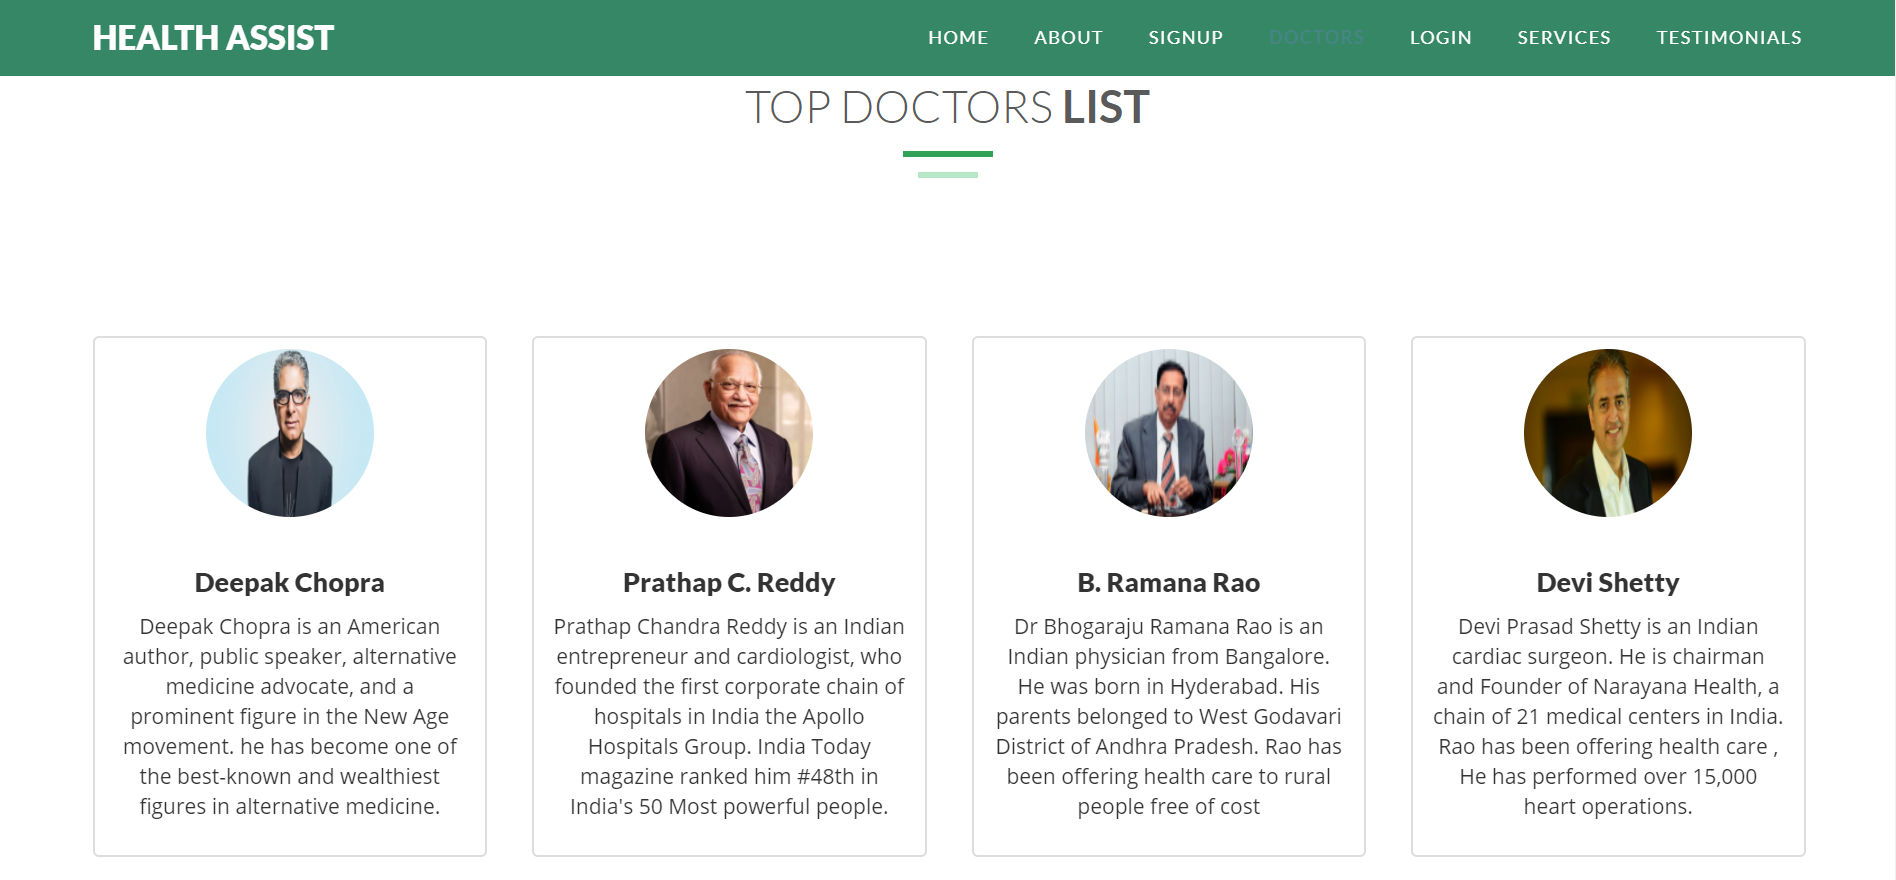 HEALTH ASSIST
HOME ABOUT SIGNUP DOCTORS LOGIN SERVICES TESTIMONIALS
TOP DOCTORS LIST
Deepak Chopra
Deepak Chopra is an American
author, public speaker, alternative
medicine advocate, and a
prominent figure in the New Age
movement. he has become one of
the best-known and wealthiest
figures in alternative medicine.
Prathap C. Reddy
Prathap Chandra Reddy is an Indian
entrepreneur and cardiologist, who
founded the first corporate chain of
hospitals in India the Apollo
Hospitals Group. India Today
magazine ranked him #48th in
India's 50 Most powerful people.
B. Ramana Rao
Dr Bhogaraju Ramana Rao is an
Indian physician from Bangalore.
He was born in Hyderabad. His
parents belonged to West Godavari
District of Andhra Pradesh. Rao has
been offering health care to rural
people free of cost
Devi Shetty
Devi Prasad Shetty is an Indian
cardiac surgeon. He is chairman
and Founder of Narayana Health, a
chain of 21 medical centers in India.
Rao has been offering health care ,
He has performed over 15,000
heart operations.